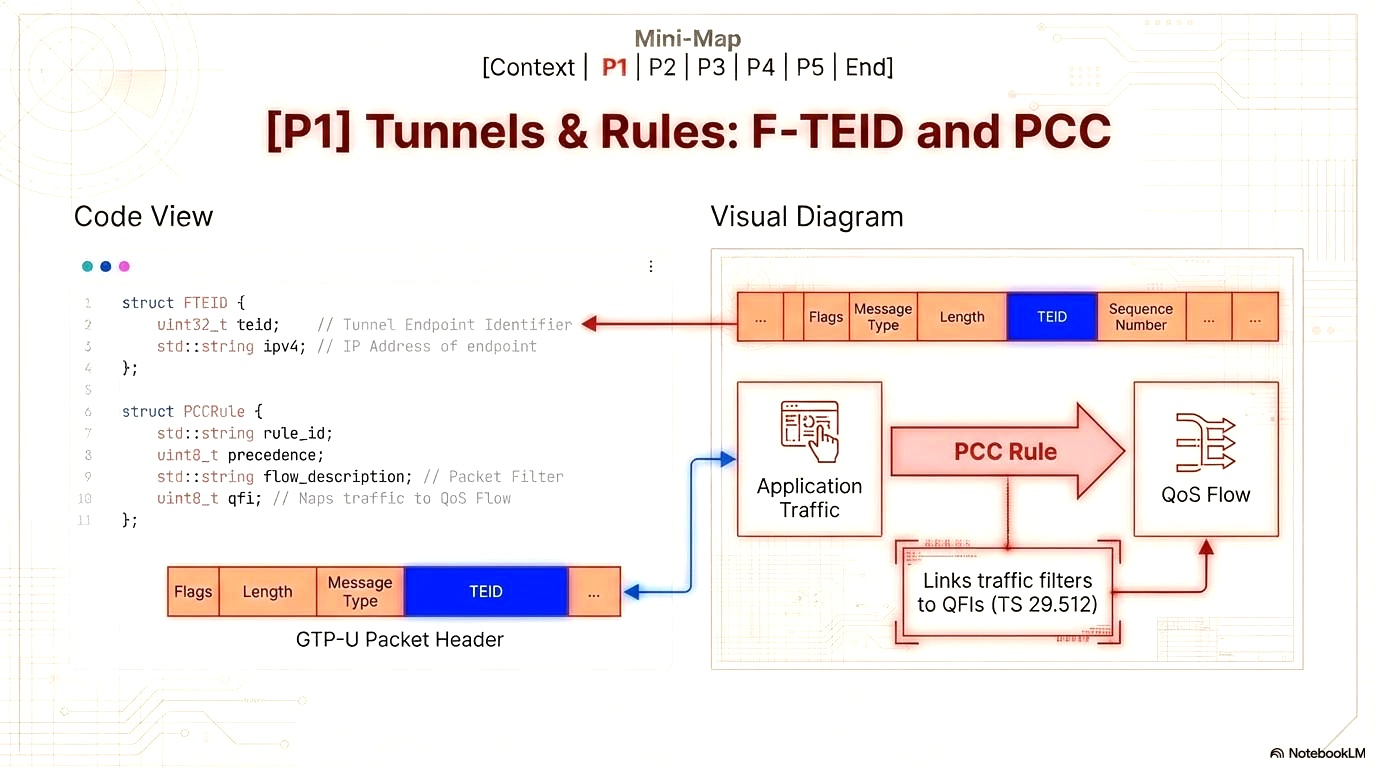 Mini-Map
[Context | P1 | P2 | P3 | P4 | P5 | End]
[P1] Tunnels & Rules: F-TEID and PCC
Code View
1 struct FTEID {
2 uint32_t teid; // Tunnel Endpoint Identifier
3 std::string ipv4; // IP Address of endpoint
4 };
5
6 struct PCCRule {
7 std::string rule_id;
8 uint8_t precedence;
9 std::string flow_description; // Packet Filter
10 uint8_t qfi; // Maps traffic to QoS Flow
11 };
Flags
Length
Message
Type
TEID
...
GTP-U Packet Header
Visual Diagram
...
Flags
Message
Type
Length
TEID
Sequence
Number
...
...
Application
Traffic
PCC Rule
QoS Flow
Links traffic filters
to QFIs (TS 29.512)
NotebookLM